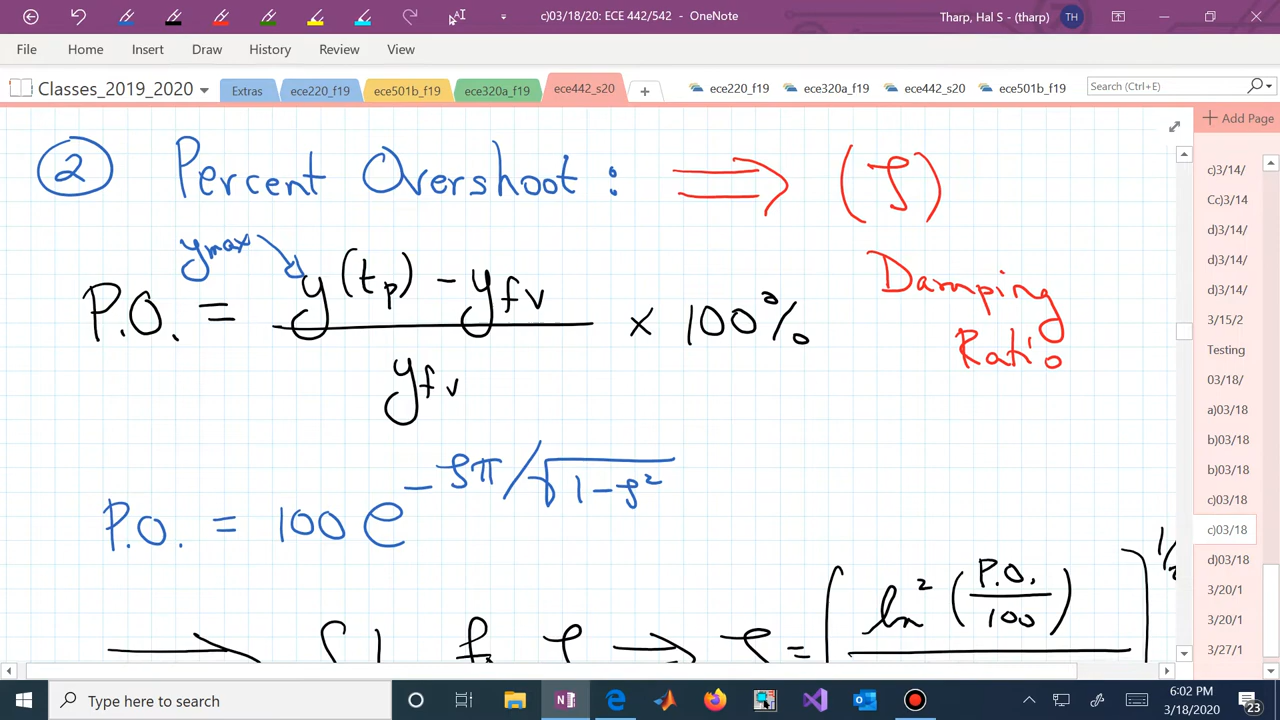 c)03/18/20: ECE 442/542 - OneNote
Tharp, Hal S - (tharp)
TH
File Home Insert Draw History Review View
Classes_2019_2020
Extras ece220_f19 ece501b_f19 ece320a_f19 ece442_s20
ece220_f19 ece320a_f19 ece442_s20 ece501b_f19
Search (Ctrl+E)
② Percent Overshoot : ⟹ (ζ)
Damping
Ratio
ymax
P.O. = (y(tp) - yfv) / yfv × 100%
P.O. = 100 e^(-ζπ/√(1-ζ²))
ζ = [ ln² (P.O./100)
Add Page
c)3/14/
Cc)3/14
d)3/14/
d)3/14/
d)3/14/
3/15/2
Testing
03/18/
a)03/18
b)03/18
b)03/18
c)03/18
c)03/18
d)03/18
3/20/1
3/20/1
3/27/1
Type here to search
6:02 PM
3/18/2020
23